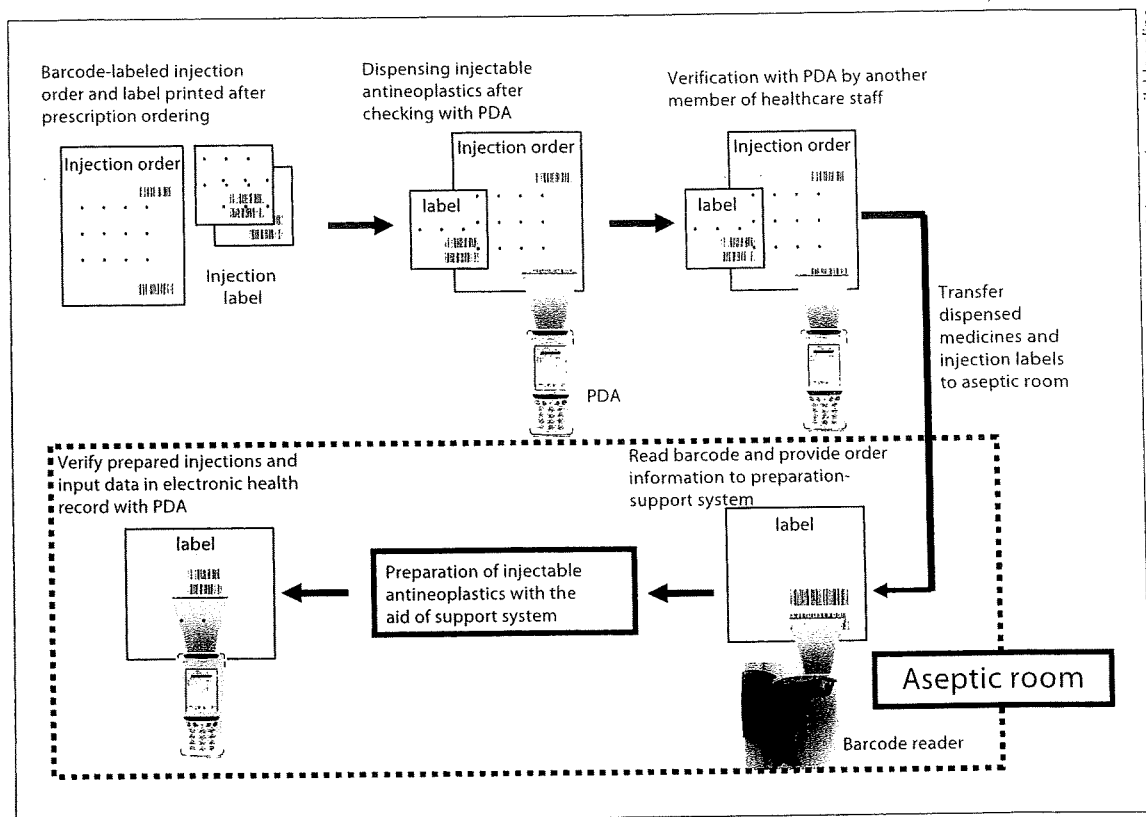 Barcode-labeled injection
order and label printed after
prescription ordering
Injection order
Injection
label
Dispensing injectable
antineoplastics after
checking with PDA
Injection order
label
PDA
Verification with PDA by another
member of healthcare staff
Injection order
label
Transfer
dispensed
medicines and
injection labels
to aseptic room
Read barcode and provide order
information to preparation-
support system
label
Barcode reader
Aseptic room
Preparation of injectable
antineoplastics with the
aid of support system
Verify prepared injections and
input data in electronic health
record with PDA
label